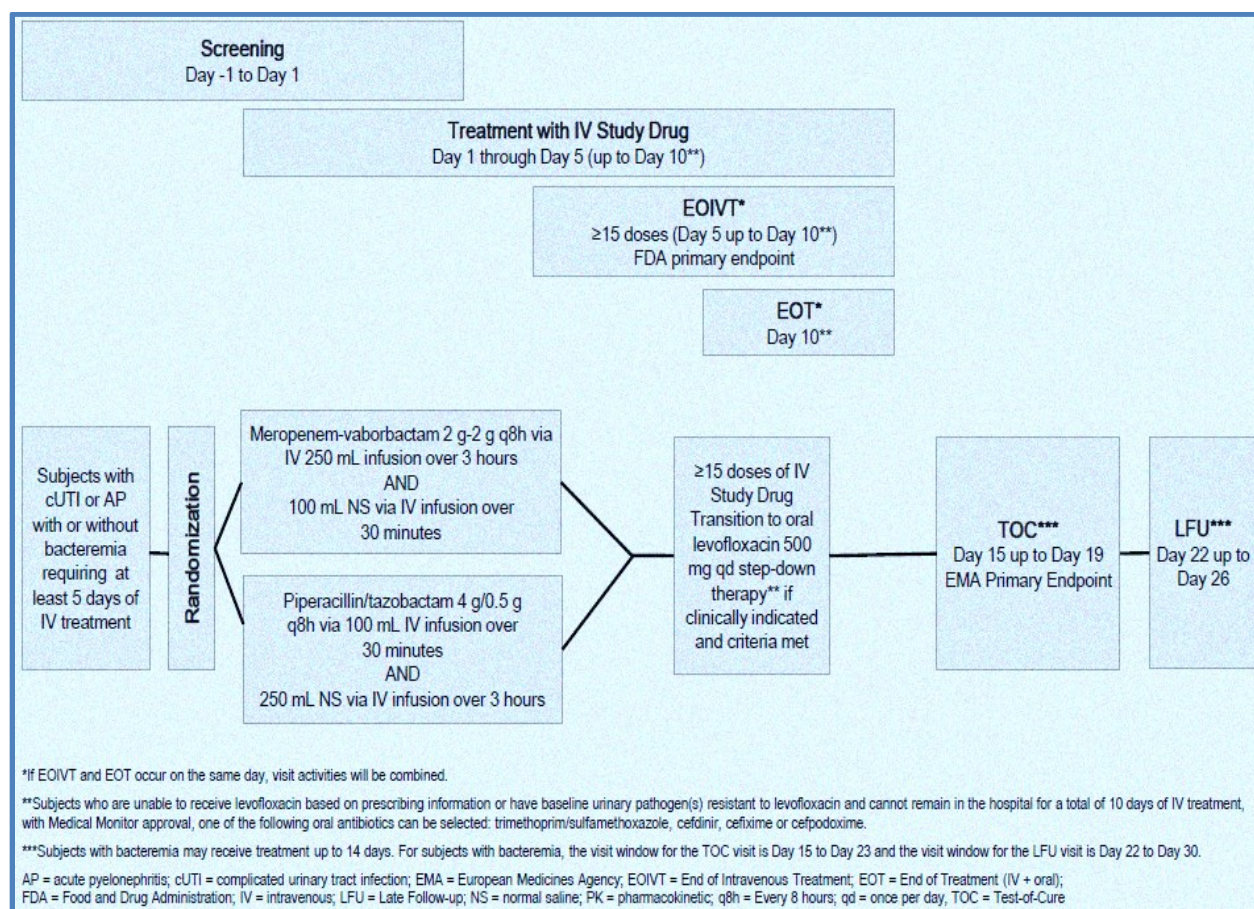 Screening
Day -1 to Day 1
Treatment with IV Study Drug
Day 1 through Day 5 (up to Day 10**)
EOIVT*
≥15 doses (Day 5 up to Day 10**)
FDA primary endpoint
EOT*
Day 10**
Subjects with
cUTI or AP
with or without
bacteremia
requiring at
least 5 days of
IV treatment
Randomization
Meropenem-vaborbactam 2 g-2 g q8h via
IV 250 mL infusion over 3 hours
AND
100 mL NS via IV infusion over
30 minutes
Piperacillin/tazobactam 4 g/0.5 g
q8h via 100 mL IV infusion over
30 minutes
AND
250 mL NS via IV infusion over 3 hours
≥15 doses of IV
Study Drug
Transition to oral
levofloxacin 500
mg qd step-down
therapy** if
clinically indicated
and criteria met
TOC***
Day 15 up to Day 19
EMA Primary Endpoint
LFU***
Day 22 up to
Day 26
*If EOIVT and EOT occur on the same day, visit activities will be combined.
**Subjects who are unable to receive levofloxacin based on prescribing information or have baseline urinary pathogen(s) resistant to levofloxacin and cannot remain in the hospital for a total of 10 days of IV treatment,
with Medical Monitor approval, one of the following oral antibiotics can be selected: trimethoprim/sulfamethoxazole, cefdinir, cefixime or cefpodoxime.
***Subjects with bacteremia may receive treatment up to 14 days. For subjects with bacteremia, the visit window for the TOC visit is Day 15 to Day 23 and the visit window for the LFU visit is Day 22 to Day 30.
AP = acute pyelonephritis; cUTI = complicated urinary tract infection; EMA = European Medicines Agency; EOIVT = End of Intravenous Treatment; EOT = End of Treatment (IV + oral);
FDA = Food and Drug Administration; IV = intravenous; LFU = Late Follow-up; NS = normal saline; PK = pharmacokinetic; q8h = Every 8 hours; qd = once per day, TOC = Test-of-Cure